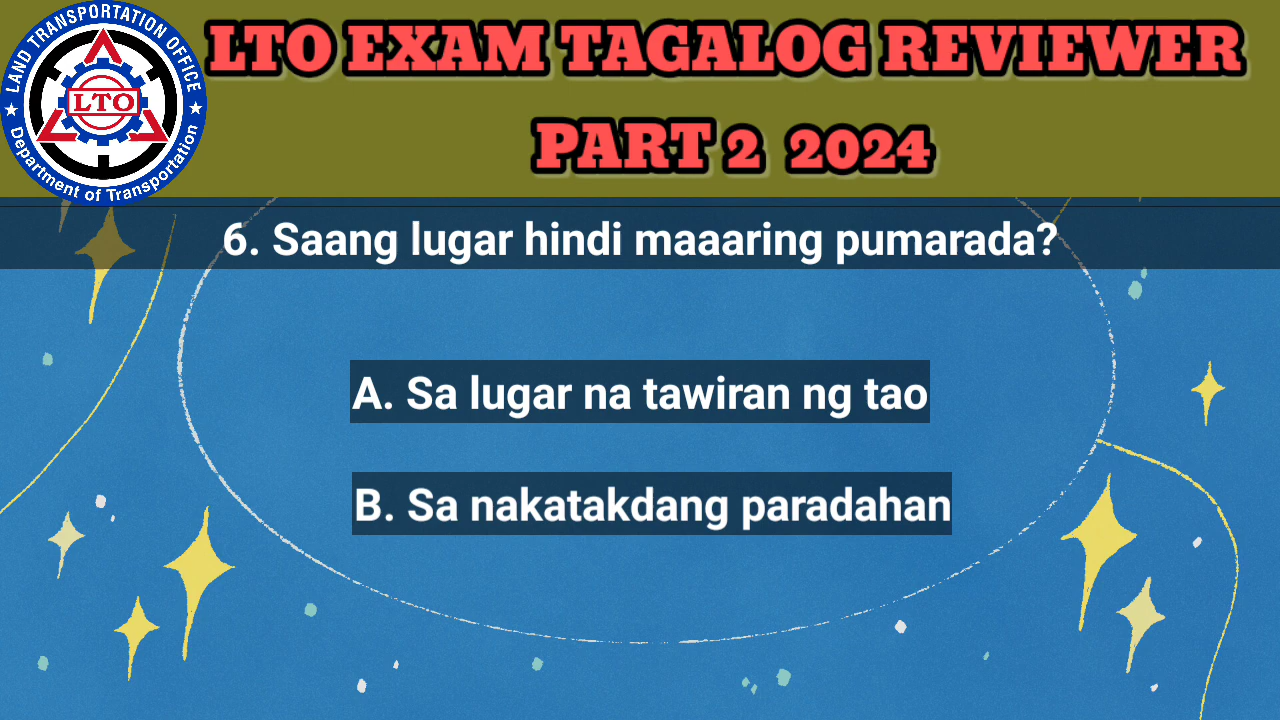 LAND TRANSPORTATION OFFICE
LTO
Department of Transportation
LTO EXAM TAGALOG REVIEWER
PART 2 2024
6. Saang lugar hindi maaaring pumarada?
A. Sa lugar na tawiran ng tao
B. Sa nakatakdang paradahan